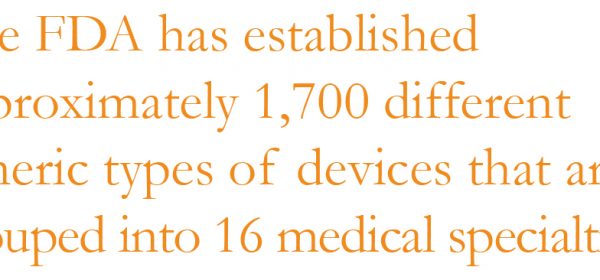 e FDA has established
proximately 1,700 different
neric types of devices that ar
ouped into 16 medical specialt